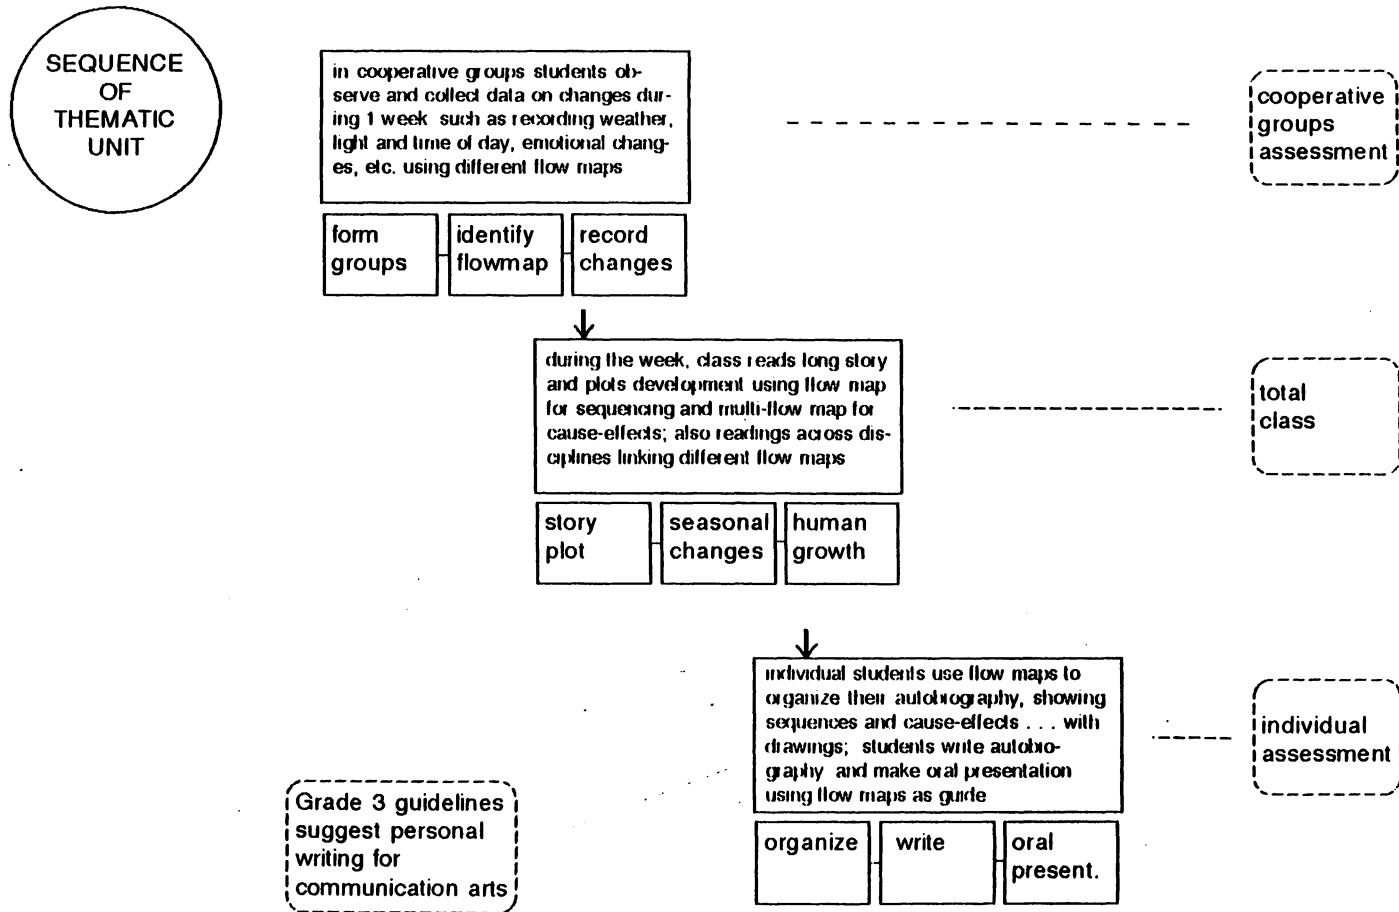 SEQUENCE
OF
THEMATIC
UNIT
in cooperative groups students ob-
serve and collect data on changes dur-
ing 1 week such as recording weather,
light and time of day, emotional chang-
es, etc. using different flow maps
cooperative
groups
assessment
form
groups
identify
flowmap
record
changes
during the week, class reads long story
and plots development using flow map
for sequencing and multi-flow map for
cause-effects; also readings across dis-
ciplines linking different flow maps
total
class
story
plot
seasonal
changes
human
growth
individual students use flow maps to
organize their autobiography, showing
sequences and cause-effects . . . with
drawings; students write autobio-
graphy and make oral presentation
using flow maps as guide
individual
assessment
Grade 3 guidelines
suggest personal
writing for
communication arts
organize
write
oral
present.